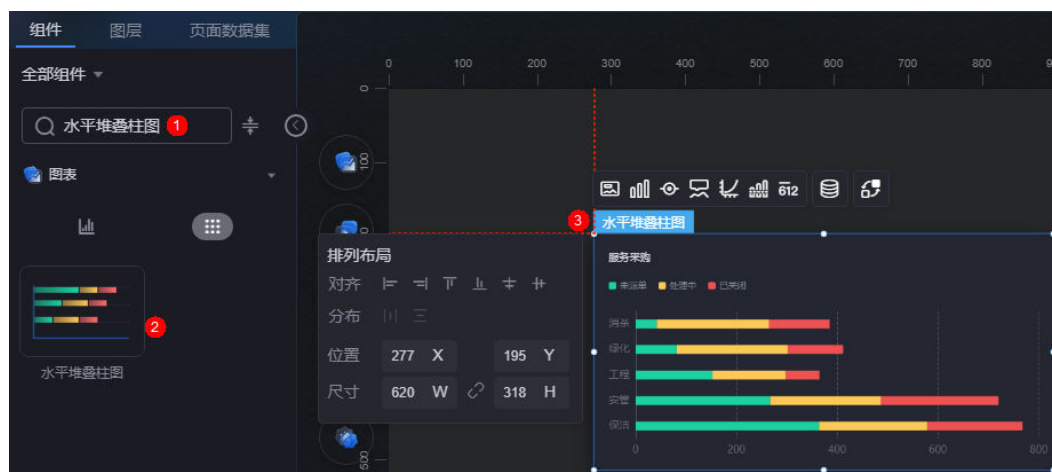 组件 图层 页面数据集
全部组件
水平堆叠柱图 1
图表
2
水平堆叠柱图
0 100 200 300 400 500 600 700 800 9
0
100
500
612
3 水平堆叠柱图
排列布局
对齐
分布
位置 277 X 195 Y
尺寸 620 W 318 H
服务采购
未派单 处理中 已关闭
消杀
绿化
工程
安管
保洁
0 200 400 600 800